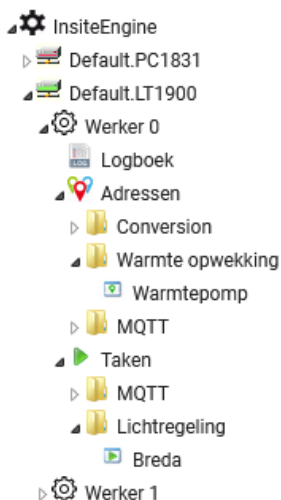 InsiteEngine
Default.PC1831
Default.LT1900
Werker 0
Logboek
Adressen
Conversion
Warmte opwekking
Warmtepomp
MQTT
Taken
MQTT
Lichtregeling
Breda
Werker 1